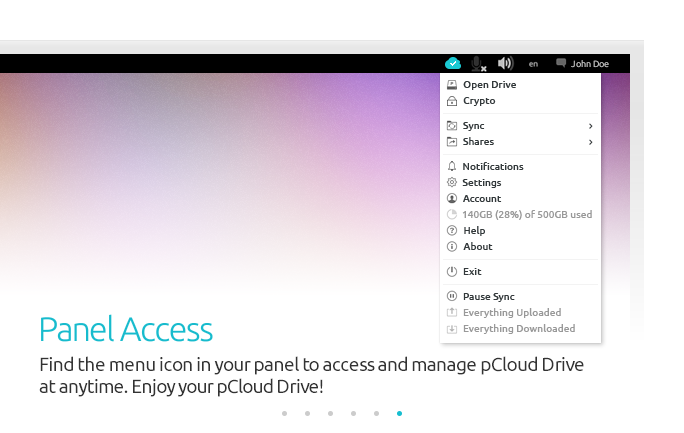 en John Doe
Open Drive
Crypto
Sync
Shares
Notifications
Settings
Account
140GB (28%) of 500GB used
Help
About
Exit
Pause Sync
Everything Uploaded
Everything Downloaded
Panel Access
Find the menu icon in your panel to access and manage pCloud Drive
at anytime. Enjoy your pCloud Drive!